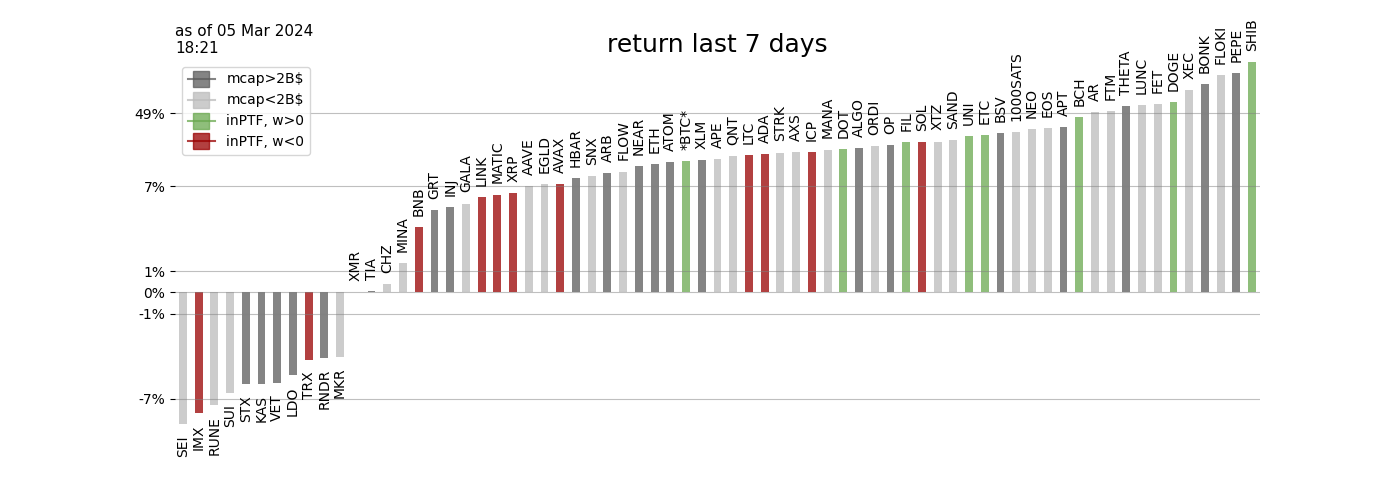 as of 05 Mar 2024
18:21
return last 7 days
mcap>2B$
mcap<2B$
inPTF, w>0
inPTF, w<0
49%
7%
1%
0%
-1%
-7%
SEI
IMX
RUNE
SUI
STX
KAS
VET
LDO
TRX
RNDR
MKR
XMR
TIA
CHZ
MINA
BNB
GRT
INJ
GALA
LINK
MATIC
XRP
AAVE
EGLD
AVAX
HBAR
SNX
ARB
FLOW
NEAR
ETH
ATOM
*BTC*
XLM
APE
QNT
LTC
ADA
STRK
AXS
ICP
MANA
DOT
ALGO
ORDI
OP
FIL
SOL
XTZ
SAND
UNI
ETC
BSV
1000SATS
NEO
EOS
APT
BCH
AR
FTM
THETA
LUNC
FET
DOGE
XEC
BONK
FLOKI
PEPE
SHIB